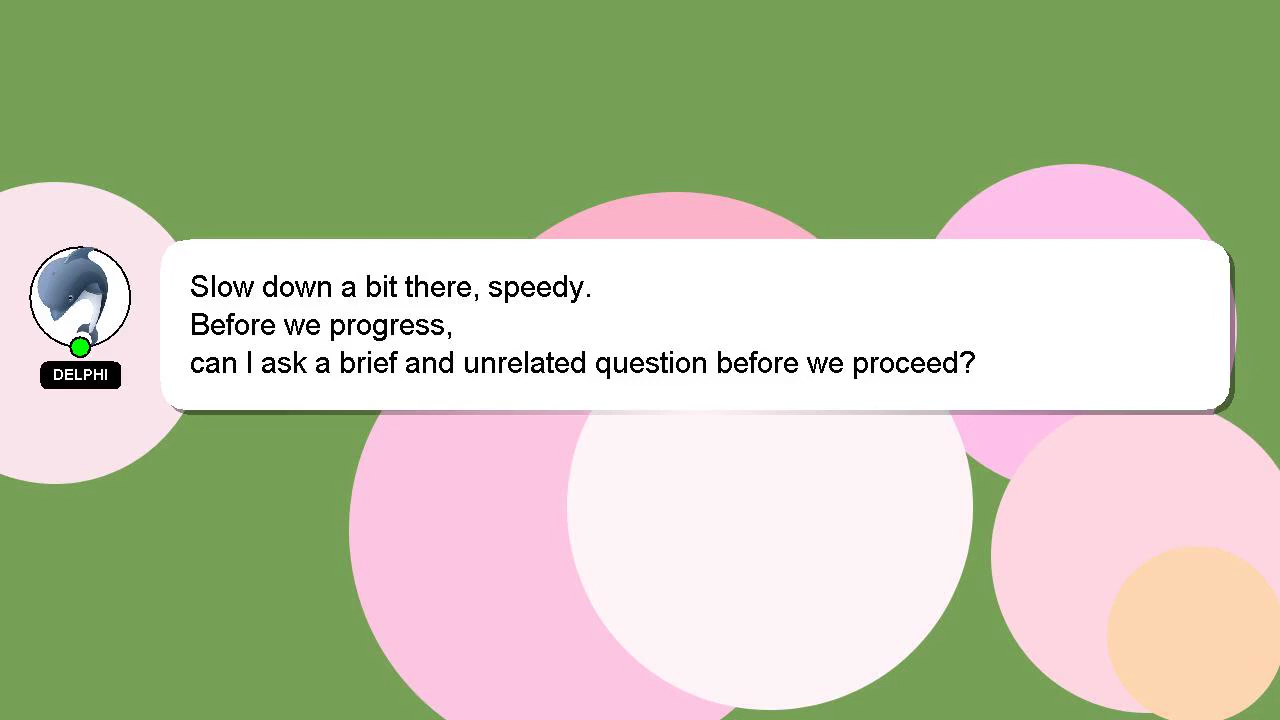 Slow down a bit there, speedy.
Before we progress,
can I ask a brief and unrelated question before we proceed?
DELPHI